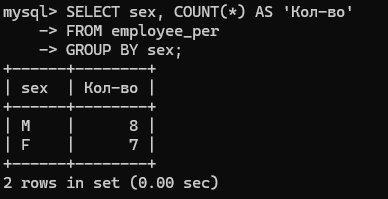 mysql> SELECT sex, COUNT(*) AS 'Кол-во'
    -> FROM employee_per
    -> GROUP BY sex;
+------+--------+
| sex  | Кол-во |
+------+--------+
| M    |      8 |
| F    |      7 |
+------+--------+
2 rows in set (0.00 sec)